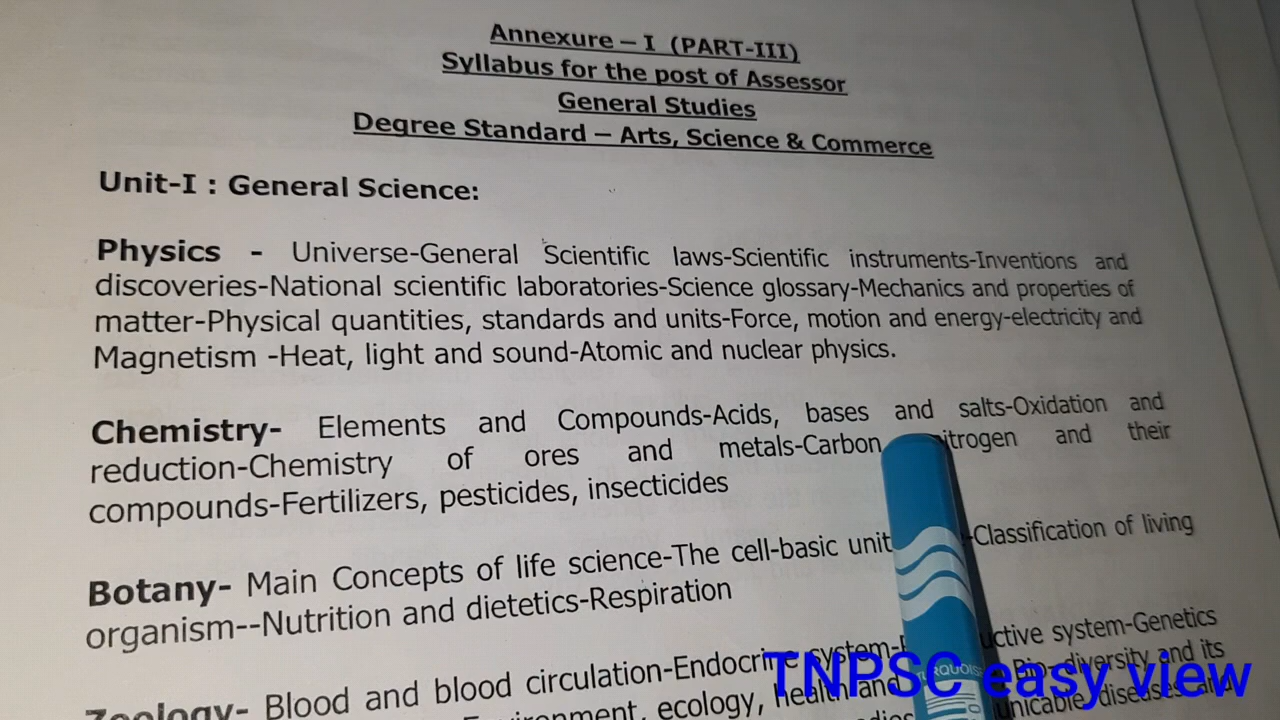 Annexure – I (PART-III)
Syllabus for the post of Assessor
General Studies
Degree Standard – Arts, Science & Commerce
Unit-I : General Science:
Physics - Universe-General Scientific laws-Scientific instruments-Inventions and
discoveries-National scientific laboratories-Science glossary-Mechanics and properties of
matter-Physical quantities, standards and units-Force, motion and energy-electricity and
Magnetism -Heat, light and sound-Atomic and nuclear physics.
Chemistry- Elements and Compounds-Acids, bases and salts-Oxidation and
reduction-Chemistry of ores and metals-Carbon and their
compounds-Fertilizers, pesticides, insecticides
Botany- Main Concepts of life science-The cell-basic unit -Classification of living
organism--Nutrition and dietetics-Respiration
Zoology- Blood and blood circulation-Endocrine system- system-Genetics
ecology, health and Bio-diversity and its
TNPSC easy view